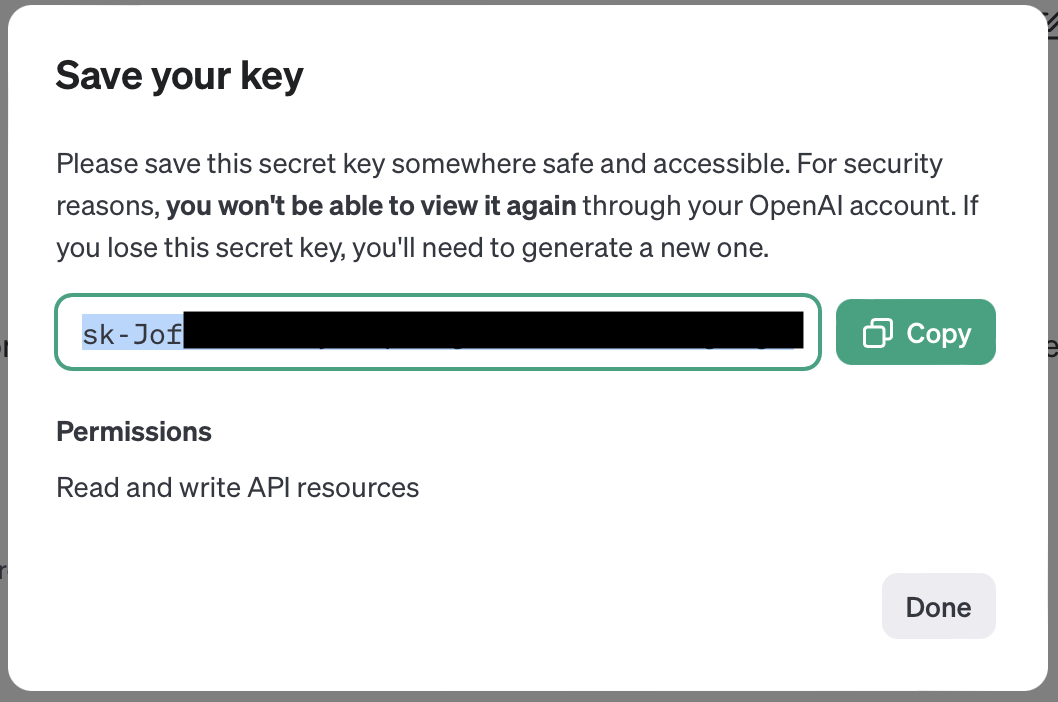 Save your key
Please save this secret key somewhere safe and accessible. For security
reasons, you won't be able to view it again through your OpenAI account. If
you lose this secret key, you'll need to generate a new one.
sk-Jof
Copy
Permissions
Read and write API resources
Done